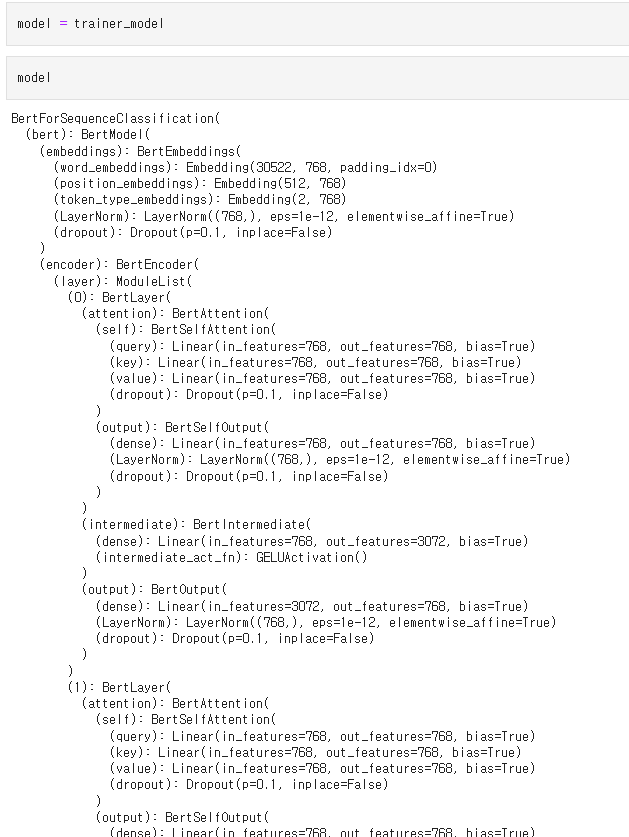 model = trainer_model
model
BertForSequenceClassification(
  (bert): BertModel(
    (embeddings): BertEmbeddings(
      (word_embeddings): Embedding(30522, 768, padding_idx=0)
      (position_embeddings): Embedding(512, 768)
      (token_type_embeddings): Embedding(2, 768)
      (LayerNorm): LayerNorm((768,), eps=1e-12, elementwise_affine=True)
      (dropout): Dropout(p=0.1, inplace=False)
    )
    (encoder): BertEncoder(
      (layer): ModuleList(
        (0): BertLayer(
          (attention): BertAttention(
            (self): BertSelfAttention(
              (query): Linear(in_features=768, out_features=768, bias=True)
              (key): Linear(in_features=768, out_features=768, bias=True)
              (value): Linear(in_features=768, out_features=768, bias=True)
              (dropout): Dropout(p=0.1, inplace=False)
            )
            (output): BertSelfOutput(
              (dense): Linear(in_features=768, out_features=768, bias=True)
              (LayerNorm): LayerNorm((768,), eps=1e-12, elementwise_affine=True)
              (dropout): Dropout(p=0.1, inplace=False)
            )
          )
          (intermediate): BertIntermediate(
            (dense): Linear(in_features=768, out_features=3072, bias=True)
            (intermediate_act_fn): GELUActivation()
          )
          (output): BertOutput(
            (dense): Linear(in_features=3072, out_features=768, bias=True)
            (LayerNorm): LayerNorm((768,), eps=1e-12, elementwise_affine=True)
            (dropout): Dropout(p=0.1, inplace=False)
          )
        )
        (1): BertLayer(
          (attention): BertAttention(
            (self): BertSelfAttention(
              (query): Linear(in_features=768, out_features=768, bias=True)
              (key): Linear(in_features=768, out_features=768, bias=True)
              (value): Linear(in_features=768, out_features=768, bias=True)
              (dropout): Dropout(p=0.1, inplace=False)
            )
            (output): BertSelfOutput(
              (dense): Linear(in_features=768, out_features=768, bias=True)